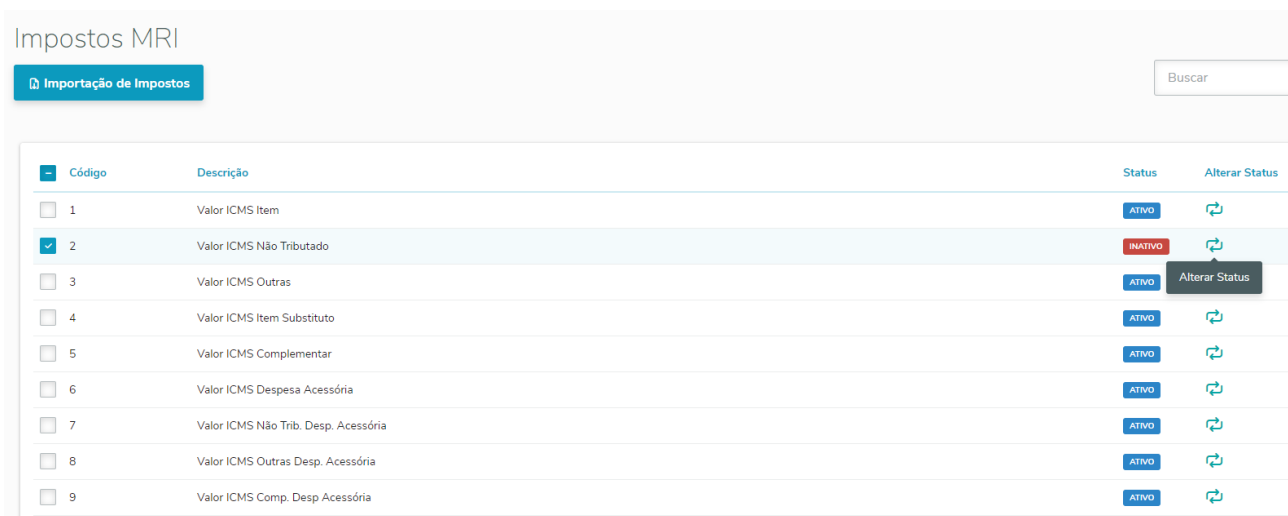 Impostos MRI
Importação de Impostos
Buscar
Código Descrição Status Alterar Status
1 Valor ICMS Item ATIVO
2 Valor ICMS Não Tributado INATIVO
3 Valor ICMS Outras ATIVO
Alterar Status
4 Valor ICMS Item Substituto ATIVO
5 Valor ICMS Complementar ATIVO
6 Valor ICMS Despesa Acessória ATIVO
7 Valor ICMS Não Trib. Desp. Acessória ATIVO
8 Valor ICMS Outras Desp. Acessória ATIVO
9 Valor ICMS Comp. Desp Acessória ATIVO